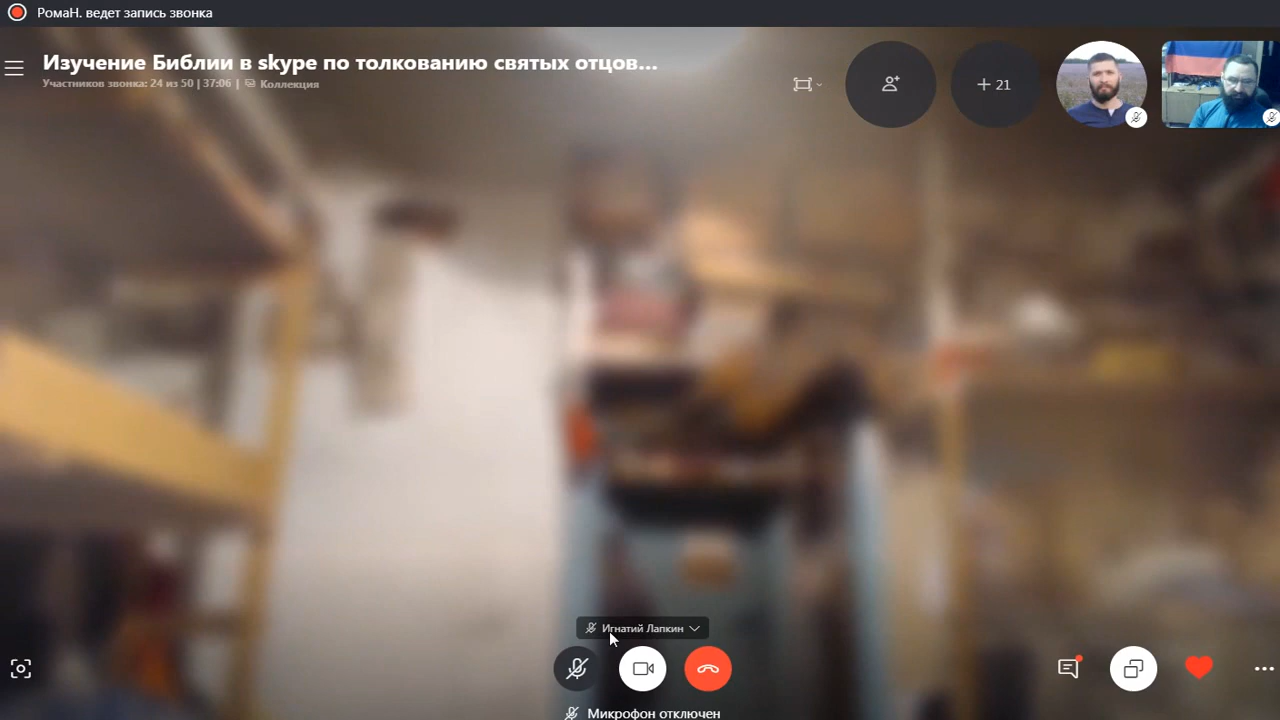 РомаН. ведет запись звонка
Изучение Библии в skype по толкованию святых отцов...
Участников звонка: 24 из 50 | 37:06 | Коллекция
+ 21
Игнатий Лапкин
Микрофон отключен